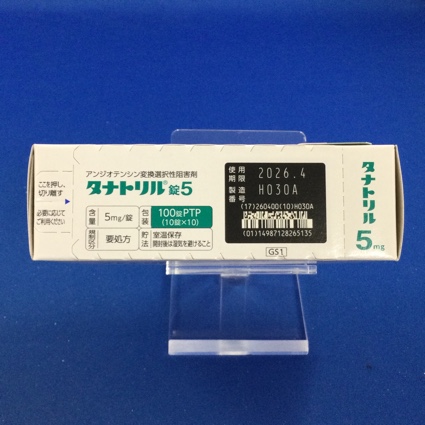 ここを押し、
切り離す
必要に応じて
ご利用ください
アンジオテンシン変換選択性阻害剤
タナトリル®錠5
含量 5mg/錠 包装 100錠PTP
(10錠×10)
規制区分 要処方 貯法 室温保存
開封後は湿気を避けること
使用期限 2026.4
製造番号 H030A
(17)260400(10)H030A
(01)14987128265135
GS1
タナトリル
5mg